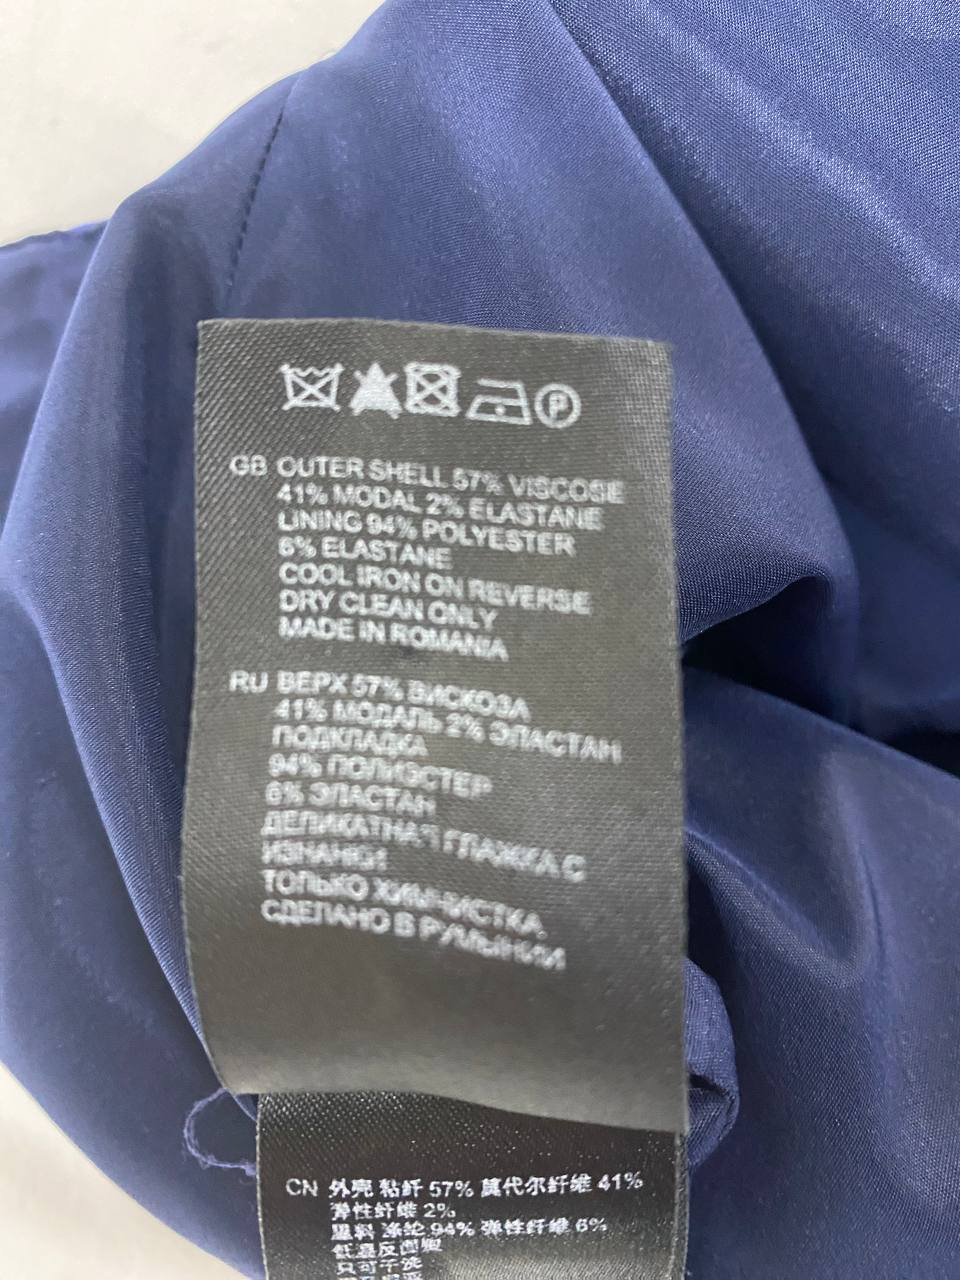 P
GB OUTER SHELL 57% VISCOSE
41% MODAL 2% ELASTANE
LINING 94% POLYESTER
6% ELASTANE
COOL IRON ON REVERSE
DRY CLEAN ONLY
MADE IN ROMANIA
RU ВЕРХ 57% ВИСКОЗА
41% МОДАЛЬ 2% ЭЛАСТАН
ПОДКЛАДКА
94% ПОЛИЭСТЕР
6% ЭЛАСТАН
ДЕЛИКАТНАЯ ГЛАЖКА С
ИЗНАНКИ
ТОЛЬКО ХИМЧИСТКА
СДЕЛАНО В РУМЫНИИ
CN 外壳 粘纤 57% 莫代尔纤维 41%
弹性纤维 2%
里料 涤纶 94% 弹性纤维 6%
低温反面熨
只可干洗